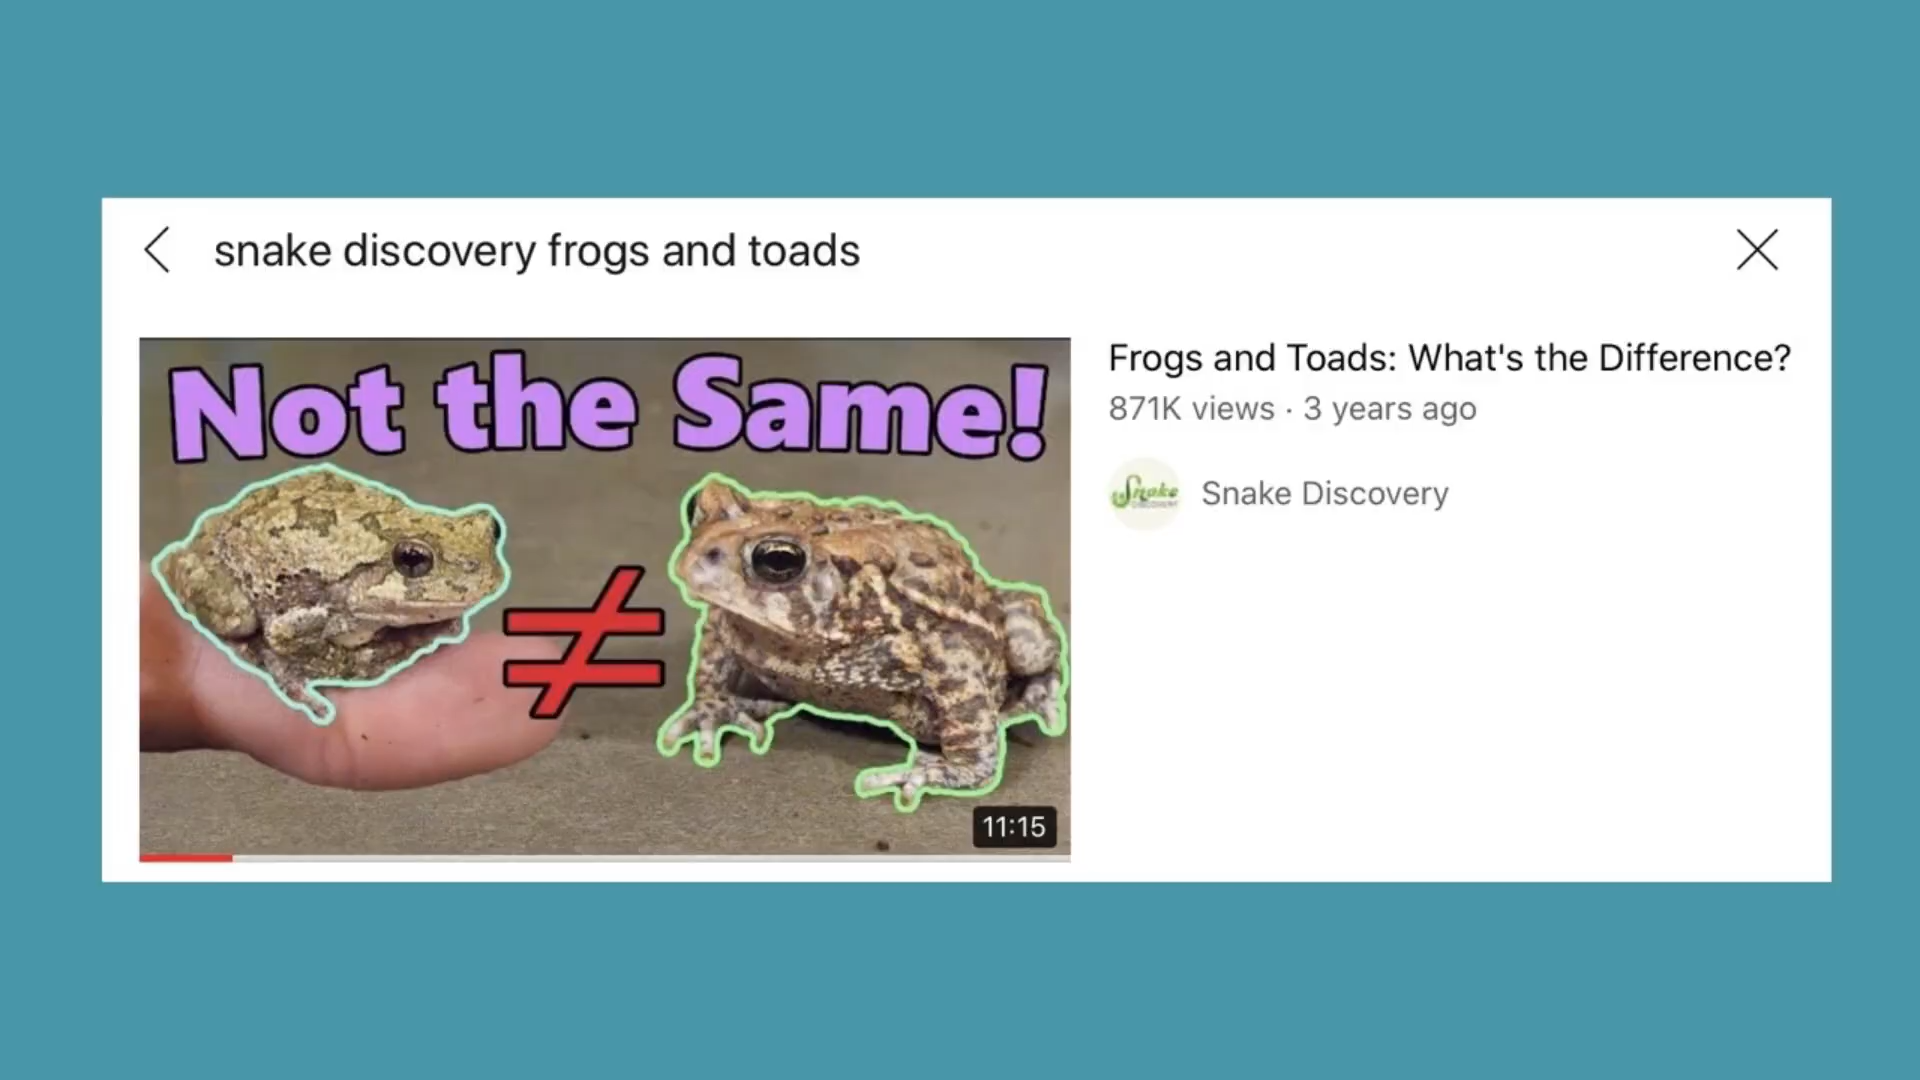 snake discovery frogs and toads
Not the Same!
11:15
Frogs and Toads: What's the Difference?
871K views · 3 years ago
Snake
Snake Discovery